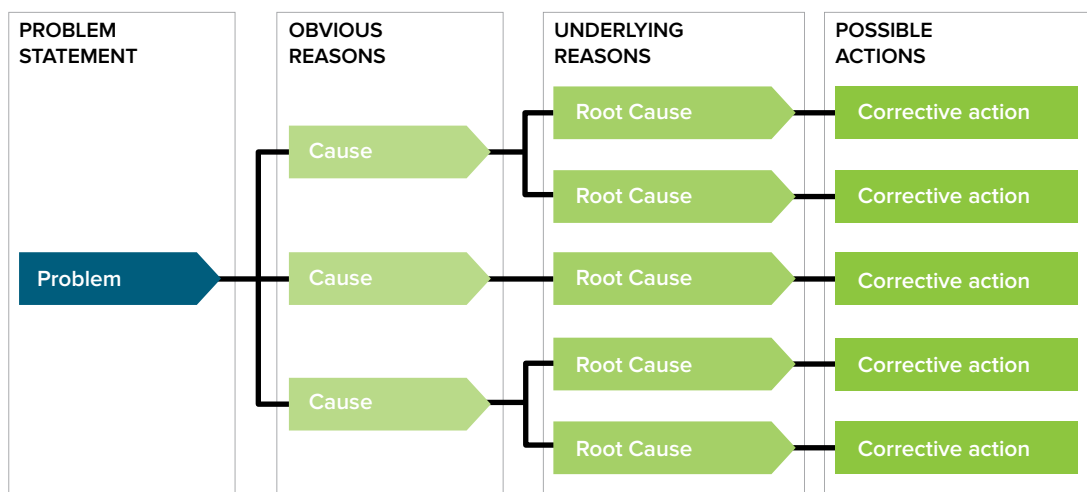 PROBLEM
STATEMENT
OBVIOUS
REASONS
UNDERLYING
REASONS
POSSIBLE
ACTIONS
Problem
Cause
Cause
Cause
Root Cause
Root Cause
Root Cause
Root Cause
Root Cause
Corrective action
Corrective action
Corrective action
Corrective action
Corrective action